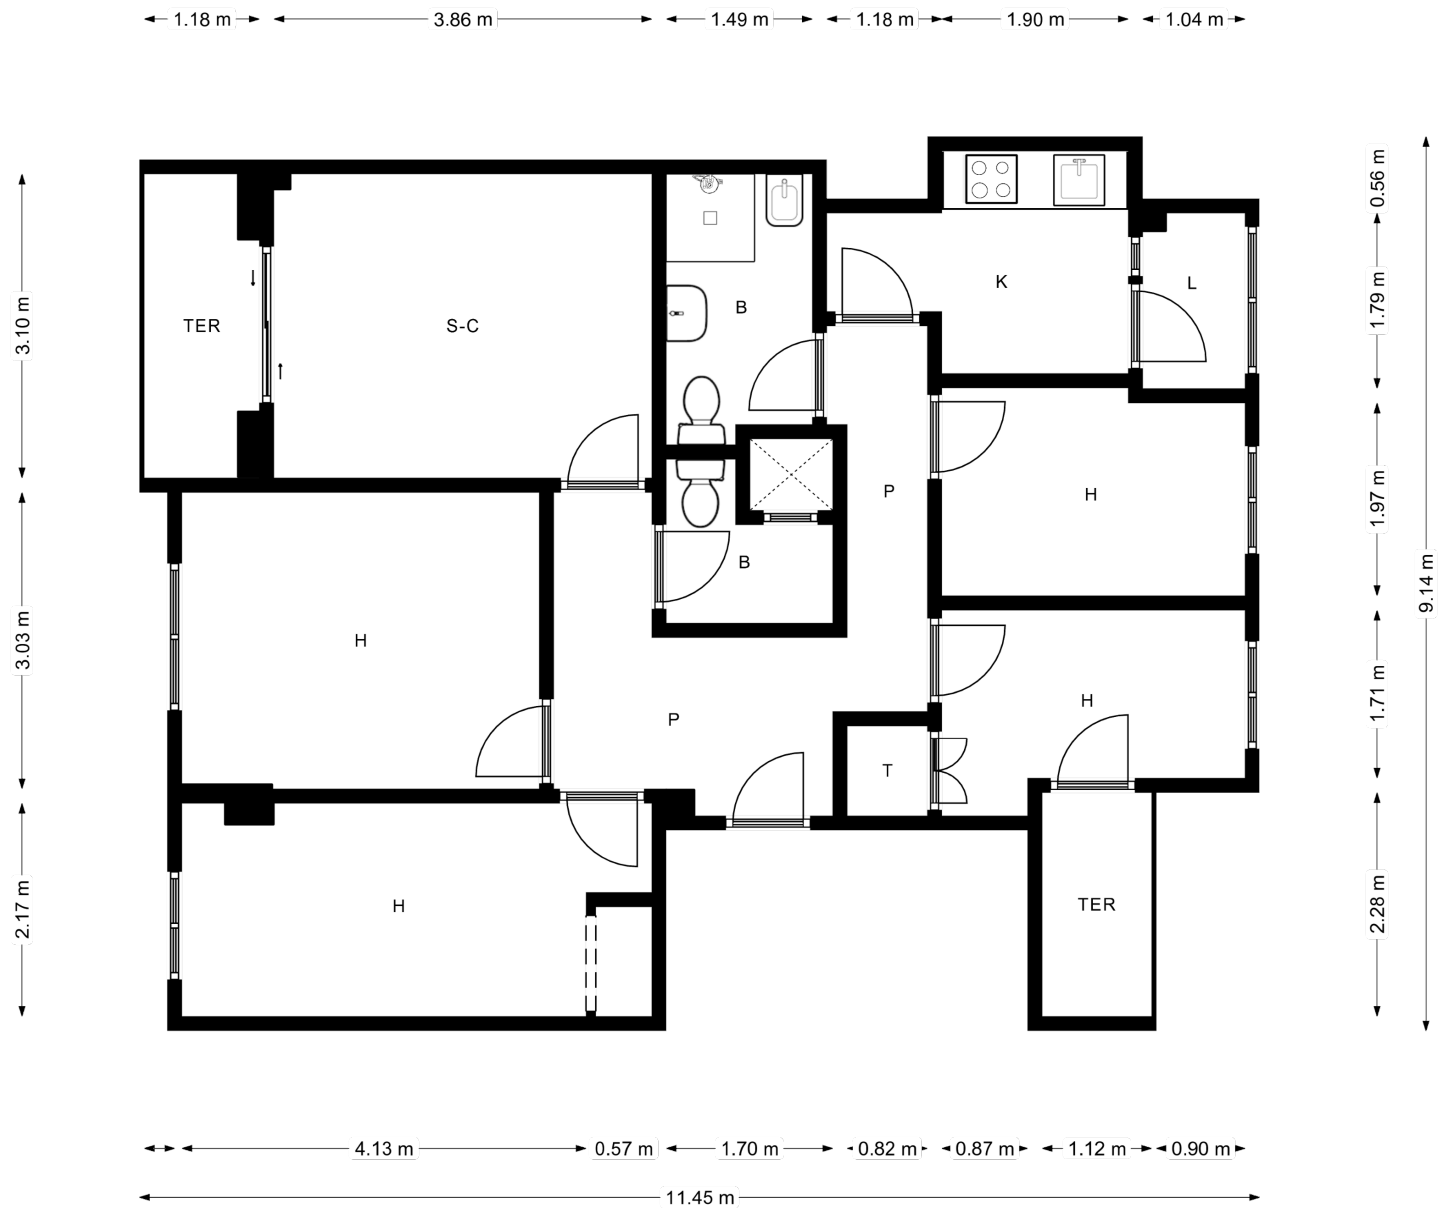 1.18 m 3.86 m 1.49 m 1.18 m 1.90 m 1.04 m
0.56 m
K
L
1.79 m
B
TER
S-C
3.10 m
P
H
1.97 m
B
9.14 m
H
3.03 m
H
1.71 m
P
T
H
TER
2.17 m
2.28 m
4.13 m 0.57 m 1.70 m 0.82 m 0.87 m 1.12 m 0.90 m
11.45 m